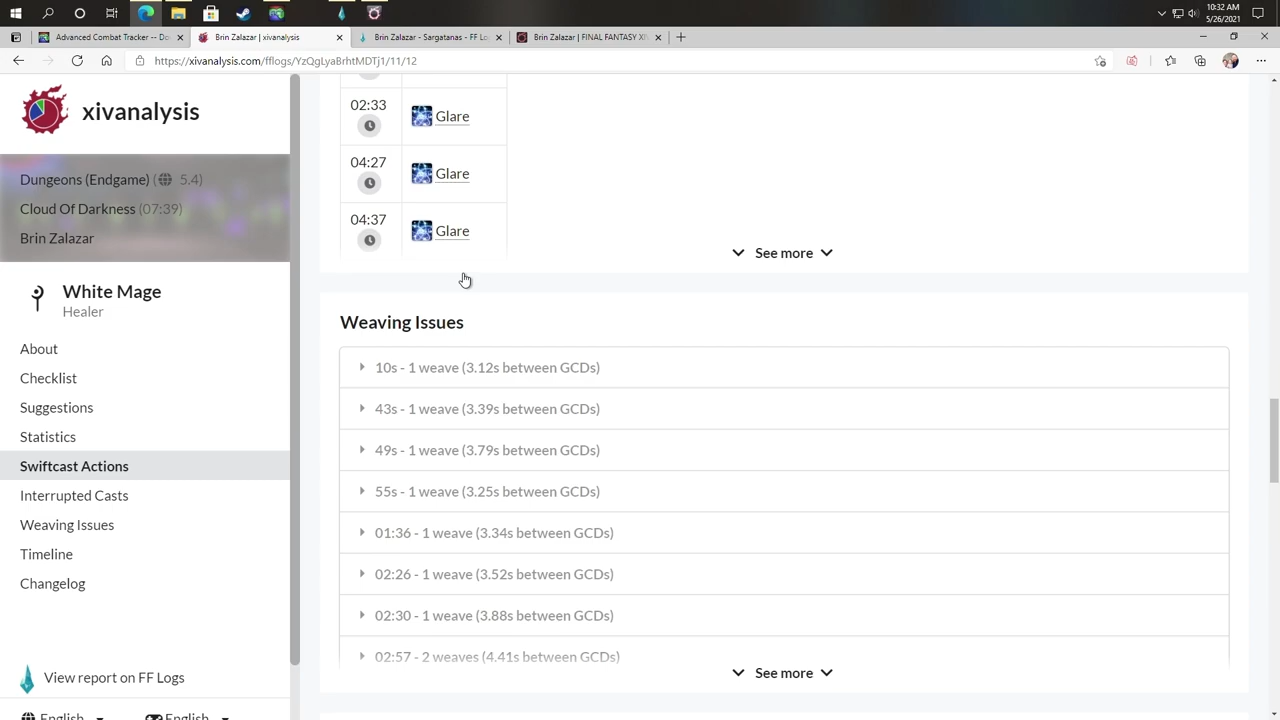 10:32 AM
5/26/2021
Advanced Combat Tracker -- Do
Brin Zalazar | xivanalysis
Brin Zalazar - Sargatanas - FF Lo
Brin Zalazar | FINAL FANTASY XI
https://xivanalysis.com/fflogs/YzQgLyaBrhtMDTj1/11/12
xivanalysis
Dungeons (Endgame) ( 5.4)
Cloud Of Darkness (07:39)
Brin Zalazar
White Mage
Healer
About
Checklist
Suggestions
Statistics
Swiftcast Actions
Interrupted Casts
Weaving Issues
Timeline
Changelog
View report on FF Logs
English
English
02:33
Glare
04:27
Glare
04:37
Glare
See more
Weaving Issues
10s - 1 weave (3.12s between GCDs)
43s - 1 weave (3.39s between GCDs)
49s - 1 weave (3.79s between GCDs)
55s - 1 weave (3.25s between GCDs)
01:36 - 1 weave (3.34s between GCDs)
02:26 - 1 weave (3.52s between GCDs)
02:30 - 1 weave (3.88s between GCDs)
02:57 - 2 weaves (4.41s between GCDs)
See more